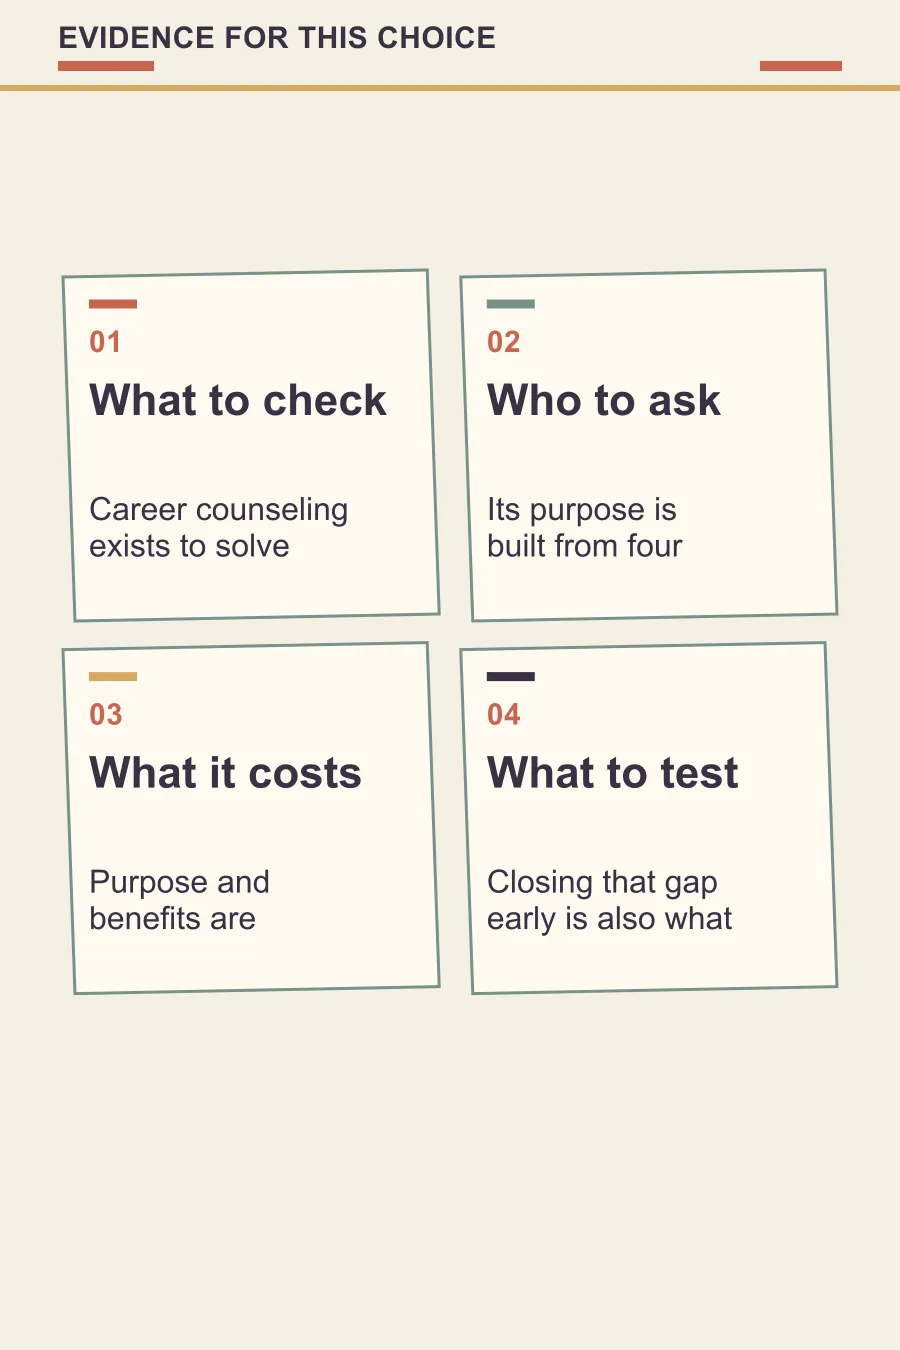 EVIDENCE FOR THIS CHOICE
01
What to check
Career counseling
exists to solve
02
Who to ask
Its purpose is
built from four
03
What it costs
Purpose and
benefits are
04
What to test
Closing that gap
early is also what